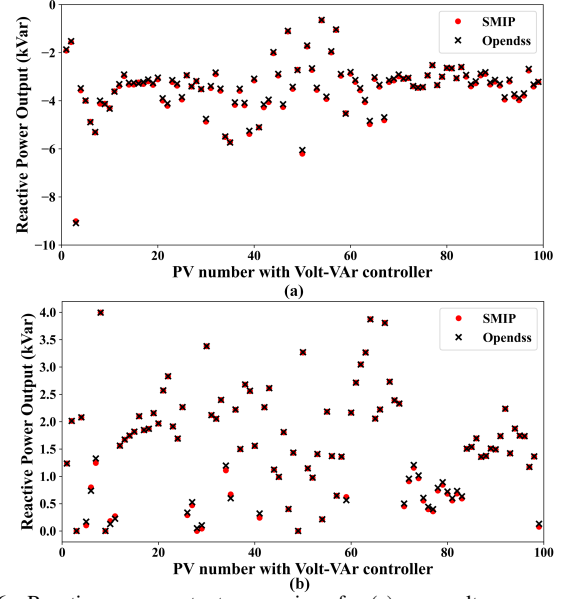 0
−2
−4
−6
−8
−10
Reactive Power Output (kVar)
SMIP
Opendss
0 20 40 60 80 100
PV number with Volt-VAr controller
(a)
4.0
3.5
3.0
2.5
2.0
1.5
1.0
0.5
0.0
Reactive Power Output (kVar)
SMIP
Opendss
0 20 40 60 80 100
PV number with Volt-VAr controller
(b)